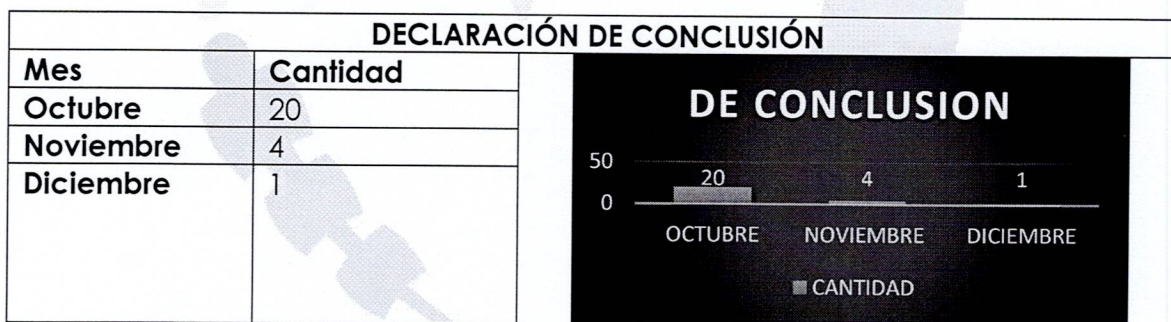 DECLARACIÓN DE CONCLUSIÓN
Mes Cantidad
Octubre 20
Noviembre 4
Diciembre 1
DE CONCLUSION
50
20 4 1
0
OCTUBRE NOVIEMBRE DICIEMBRE
CANTIDAD